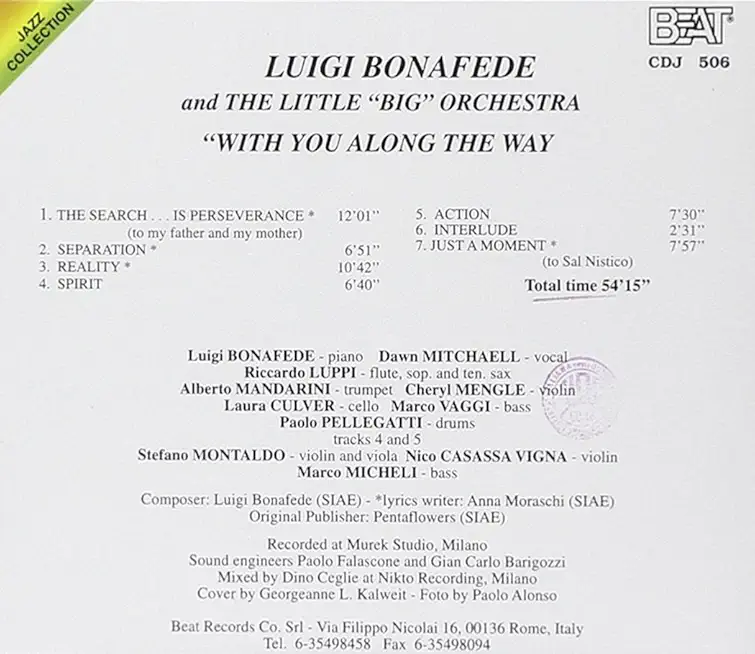 JAZZ
COLLECTION
BEAT
CDJ 506
LUIGI BONAFEDE
and THE LITTLE “BIG” ORCHESTRA
“WITH YOU ALONG THE WAY
1. THE SEARCH . . . IS PERSEVERANCE * 12'01”
(to my father and my mother)
2. SEPARATION * 6'51”
3. REALITY * 10'42”
4. SPIRIT 6'40”
5. ACTION 7'30”
6. INTERLUDE 2'31”
7. JUST A MOMENT * 7'57”
(to Sal Nistico)
Total time 54'15”
Luigi BONAFEDE - piano Dawn MITCHAELL - vocal
Riccardo LUPPI - flute, sop. and ten. sax
Alberto MANDARINI - trumpet Cheryl MENGLE - violin
Laura CULVER - cello Marco VAGGI - bass
Paolo PELLEGATTI - drums
tracks 4 and 5
Stefano MONTALDO - violin and viola Nico CASASSA VIGNA - violin
Marco MICHELI - bass
Composer: Luigi Bonafede (SIAE) - *lyrics writer: Anna Moraschi (SIAE)
Original Publisher: Pentaflowers (SIAE)
Recorded at Murek Studio, Milano
Sound engineers Paolo Falascone and Gian Carlo Barigozzi
Mixed by Dino Ceglie at Nikto Recording, Milano
Cover by Georgeanne L. Kalweit - Foto by Paolo Alonso
Beat Records Co. Srl - Via Filippo Nicolai 16, 00136 Rome, Italy
Tel. 6-35498458 Fax 6-35498094